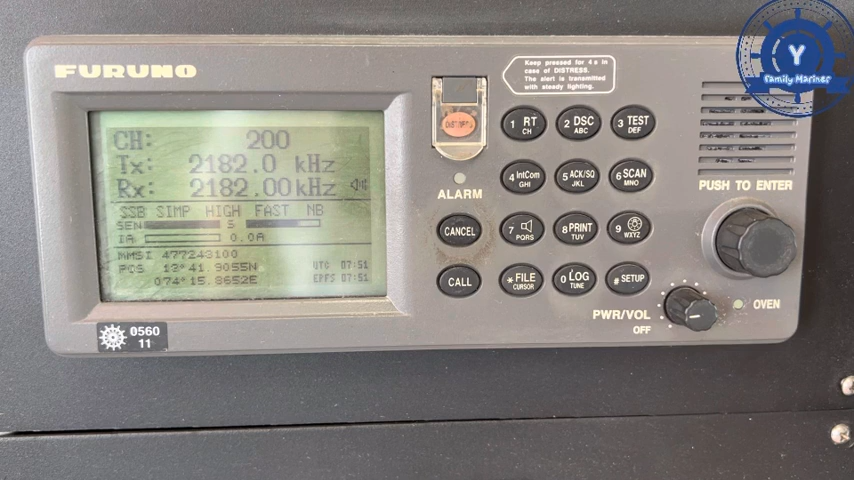 FURUNO
CH: 200
Tx: 2182.0 kHz
Rx: 2182.00 kHz
SSB SIMP HIGH FAST NB
SEN S
IA 0.0A
MMSI 477243100
POS 13°41.9055N UTC 07:51
074°15.8652E EPFS 07:51
0560
11
Keep pressed for 4 s in
case of DISTRESS.
The alert is transmitted
with steady lighting.
DISTRESS
ALARM
CANCEL
CALL
1 RT
CH
2 DSC
ABC
3 TEST
DEF
4 IntCom
GHI
5 ACK/SQ
JKL
6 SCAN
MNO
7
PQRS
8 PRINT
TUV
9
WXYZ
* FILE
CURSOR
0 LOG
TUNE
# SETUP
PUSH TO ENTER
PWR/VOL
OFF
OVEN
Y
family Mariner